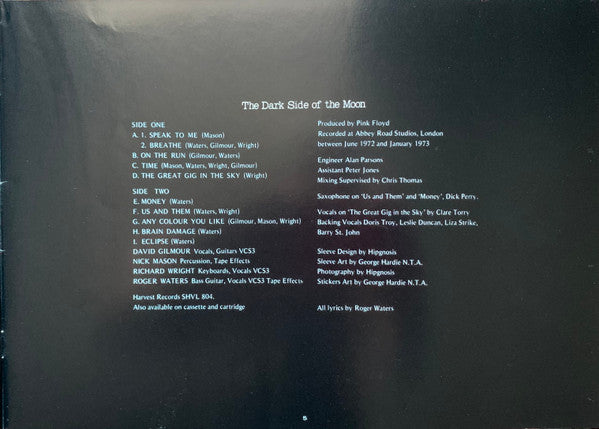 The Dark Side of the Moon
SIDE ONE
A. 1. SPEAK TO ME (Mason)
2. BREATHE (Waters, Gilmour, Wright)
B. ON THE RUN (Gilmour, Waters)
C. TIME (Mason, Waters, Wright, Gilmour)
D. THE GREAT GIG IN THE SKY (Wright)
SIDE TWO
E. MONEY (Waters)
F. US AND THEM (Waters, Wright)
G. ANY COLOUR YOU LIKE (Gilmour, Mason, Wright)
H. BRAIN DAMAGE (Waters)
I. ECLIPSE (Waters)
DAVID GILMOUR Vocals, Guitars VCS3
NICK MASON Percussion, Tape Effects
RICHARD WRIGHT Keyboards, Vocals VCS3
ROGER WATERS Bass Guitar, Vocals VCS3 Tape Effects
Harvest Records SHVL 804.
Also available on cassette and cartridge
Produced by Pink Floyd
Recorded at Abbey Road Studios, London
between June 1972 and January 1973
Engineer Alan Parsons
Assistant Peter Jones
Mixing Supervised by Chris Thomas
Saxophone on 'Us and Them' and 'Money', Dick Perry.
Vocals on 'The Great Gig in the Sky' by Clare Torry
Backing Vocals Doris Troy, Leslie Duncan, Liza Strike,
Barry St. John
Sleeve Design by Hipgnosis
Sleeve Art by George Hardie N.T.A.
Photography by Hipgnosis
Stickers Art by George Hardie N.T.A.
All lyrics by Roger Waters
5